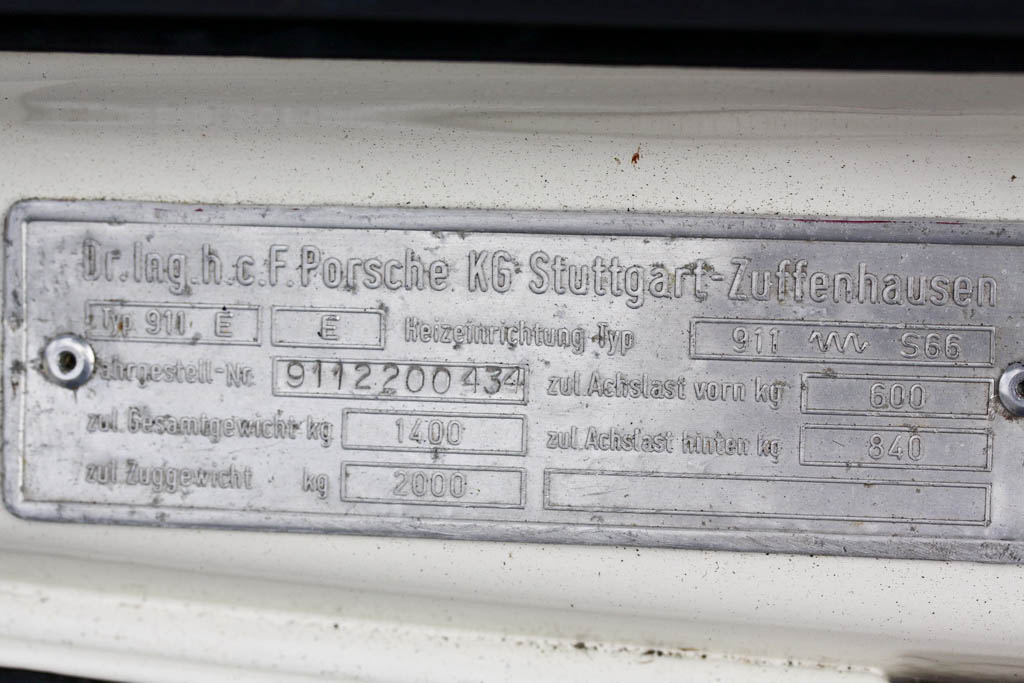 Dr. Ing. h. c. F. Porsche KG Stuttgart-Zuffenhausen
Typ 911 E E Heizeinrichtung Typ 911 S66
Fahrgestell-Nr. 9112200434 zul. Achslast vorn kg 600
zul. Gesamtgewicht kg 1400 zul. Achslast hinten kg 840
zul. Zuggewicht kg 2000